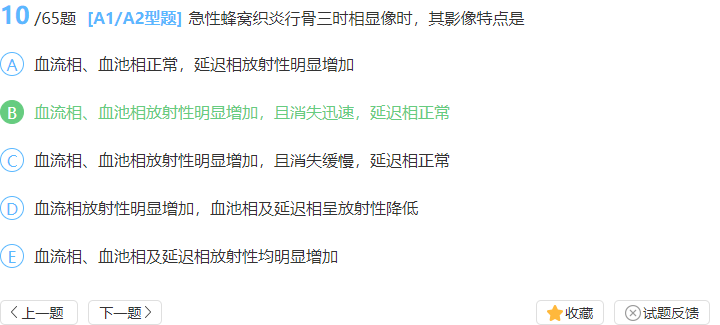 10 /65题 [A1/A2型题] 急性蜂窝织炎行骨三时相显像时，其影像特点是
A 血流相、血池相正常，延迟相放射性明显增加
B 血流相、血池相放射性明显增加，且消失迅速，延迟相正常
C 血流相、血池相放射性明显增加，且消失缓慢，延迟相正常
D 血流相放射性明显增加，血池相及延迟相呈放射性降低
E 血流相、血池相及延迟相放射性均明显增加
上一题 下一题 收藏 试题反馈